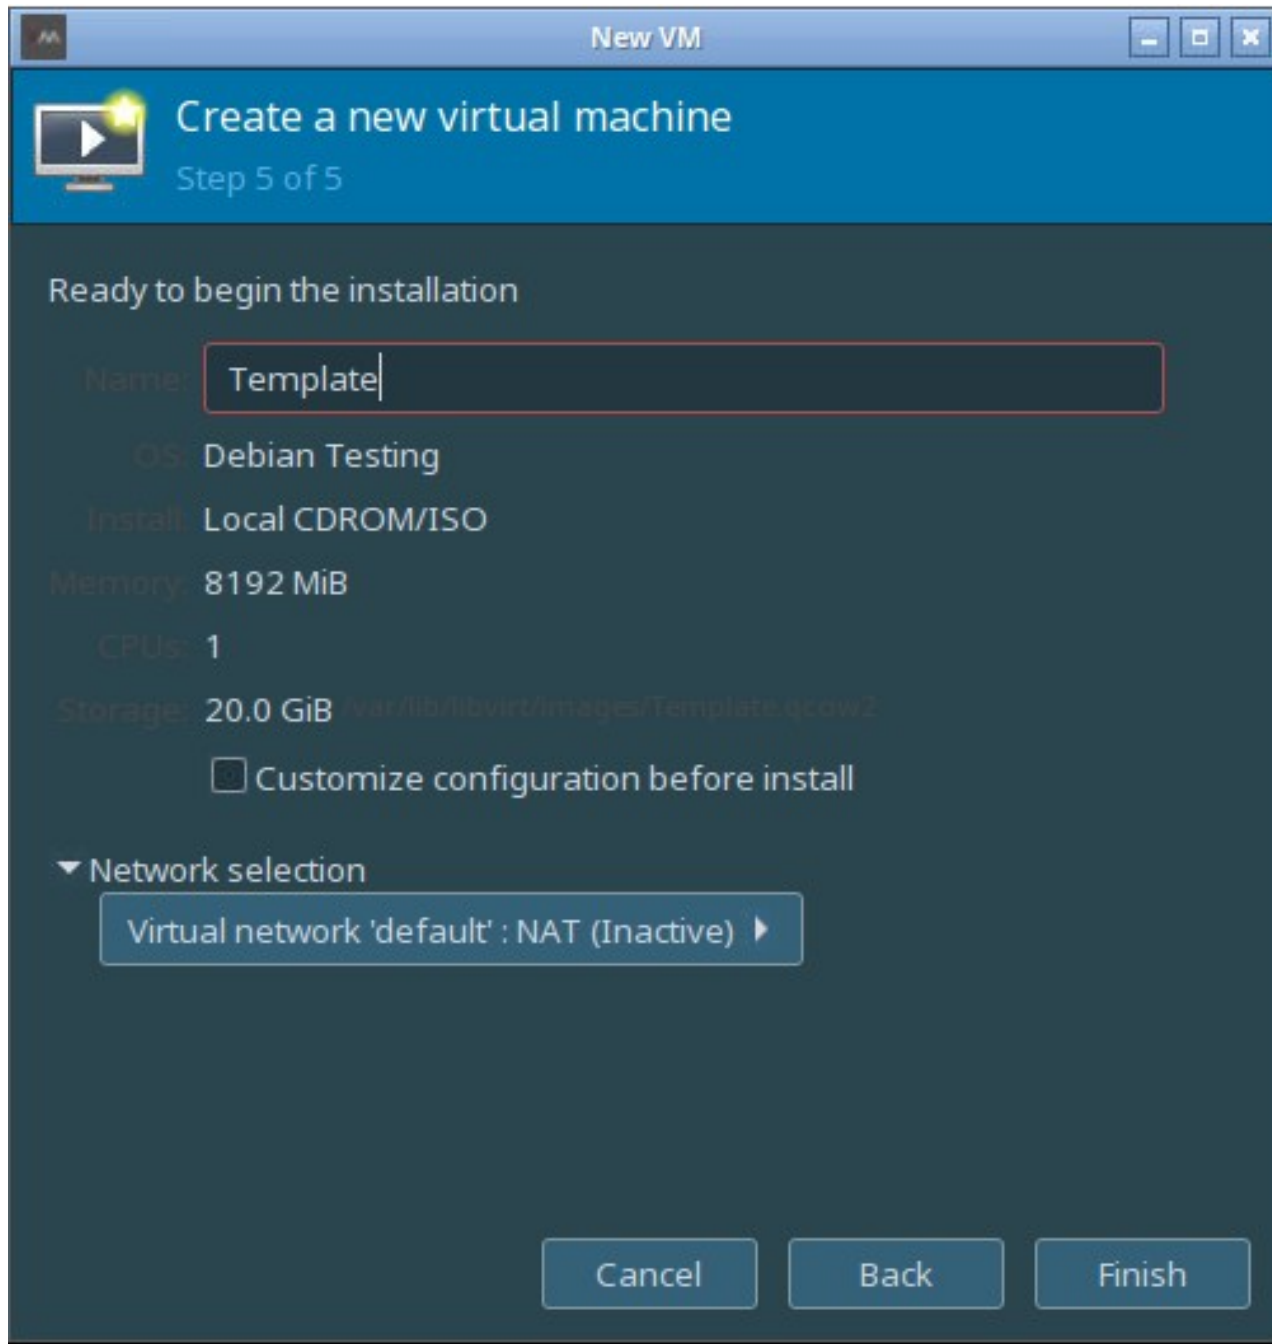 New VM
Create a new virtual machine
Step 5 of 5
Ready to begin the installation
Name: Template
OS: Debian Testing
Install: Local CDROM/ISO
Memory: 8192 MiB
CPUs: 1
Storage: 20.0 GiB /var/lib/libvirt/images/Template.qcow2
Customize configuration before install
Network selection
Virtual network 'default' : NAT (Inactive)
Cancel Back Finish